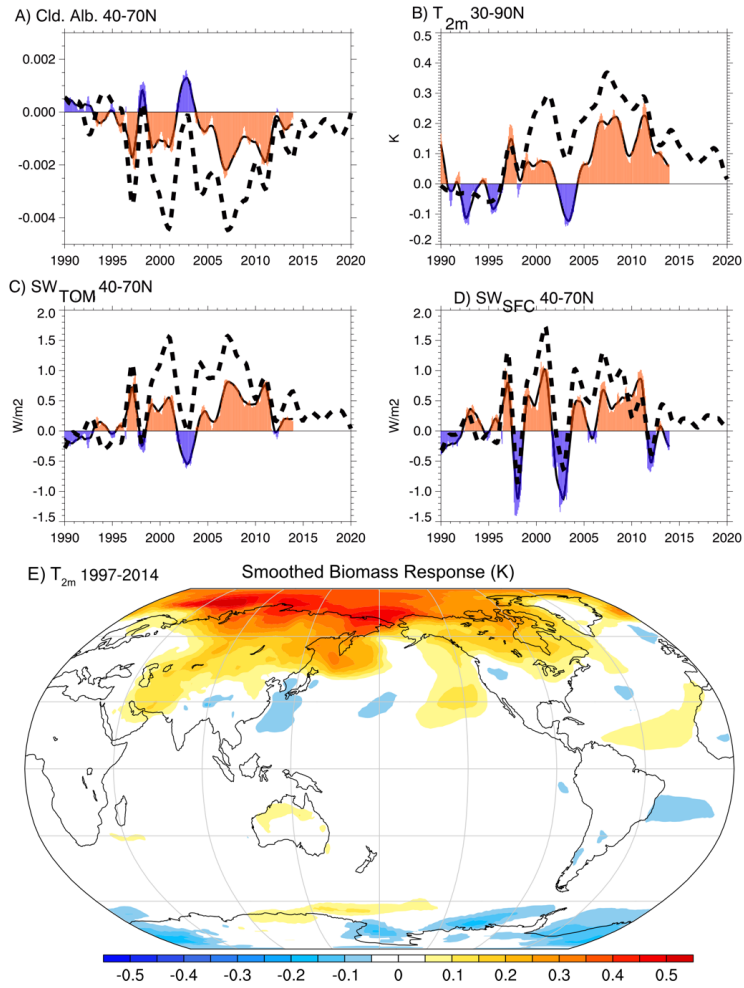 A) Cld. Alb. 40-70N
0.002
0.000
-0.002
-0.004
1990 1995 2000 2005 2010 2015 2020
B) T2m 30-90N
K
0.5
0.4
0.3
0.2
0.1
0.0
-0.1
-0.2
1990 1995 2000 2005 2010 2015 2020
C) SWTOM 40-70N
W/m2
2.0
1.5
1.0
0.5
0.0
-0.5
-1.0
-1.5
1990 1995 2000 2005 2010 2015 2020
D) SWSFC 40-70N
W/m2
2.0
1.5
1.0
0.5
0.0
-0.5
-1.0
-1.5
1990 1995 2000 2005 2010 2015 2020
E) T2m 1997-2014 Smoothed Biomass Response (K)
-0.5 -0.4 -0.3 -0.2 -0.1 0 0.1 0.2 0.3 0.4 0.5